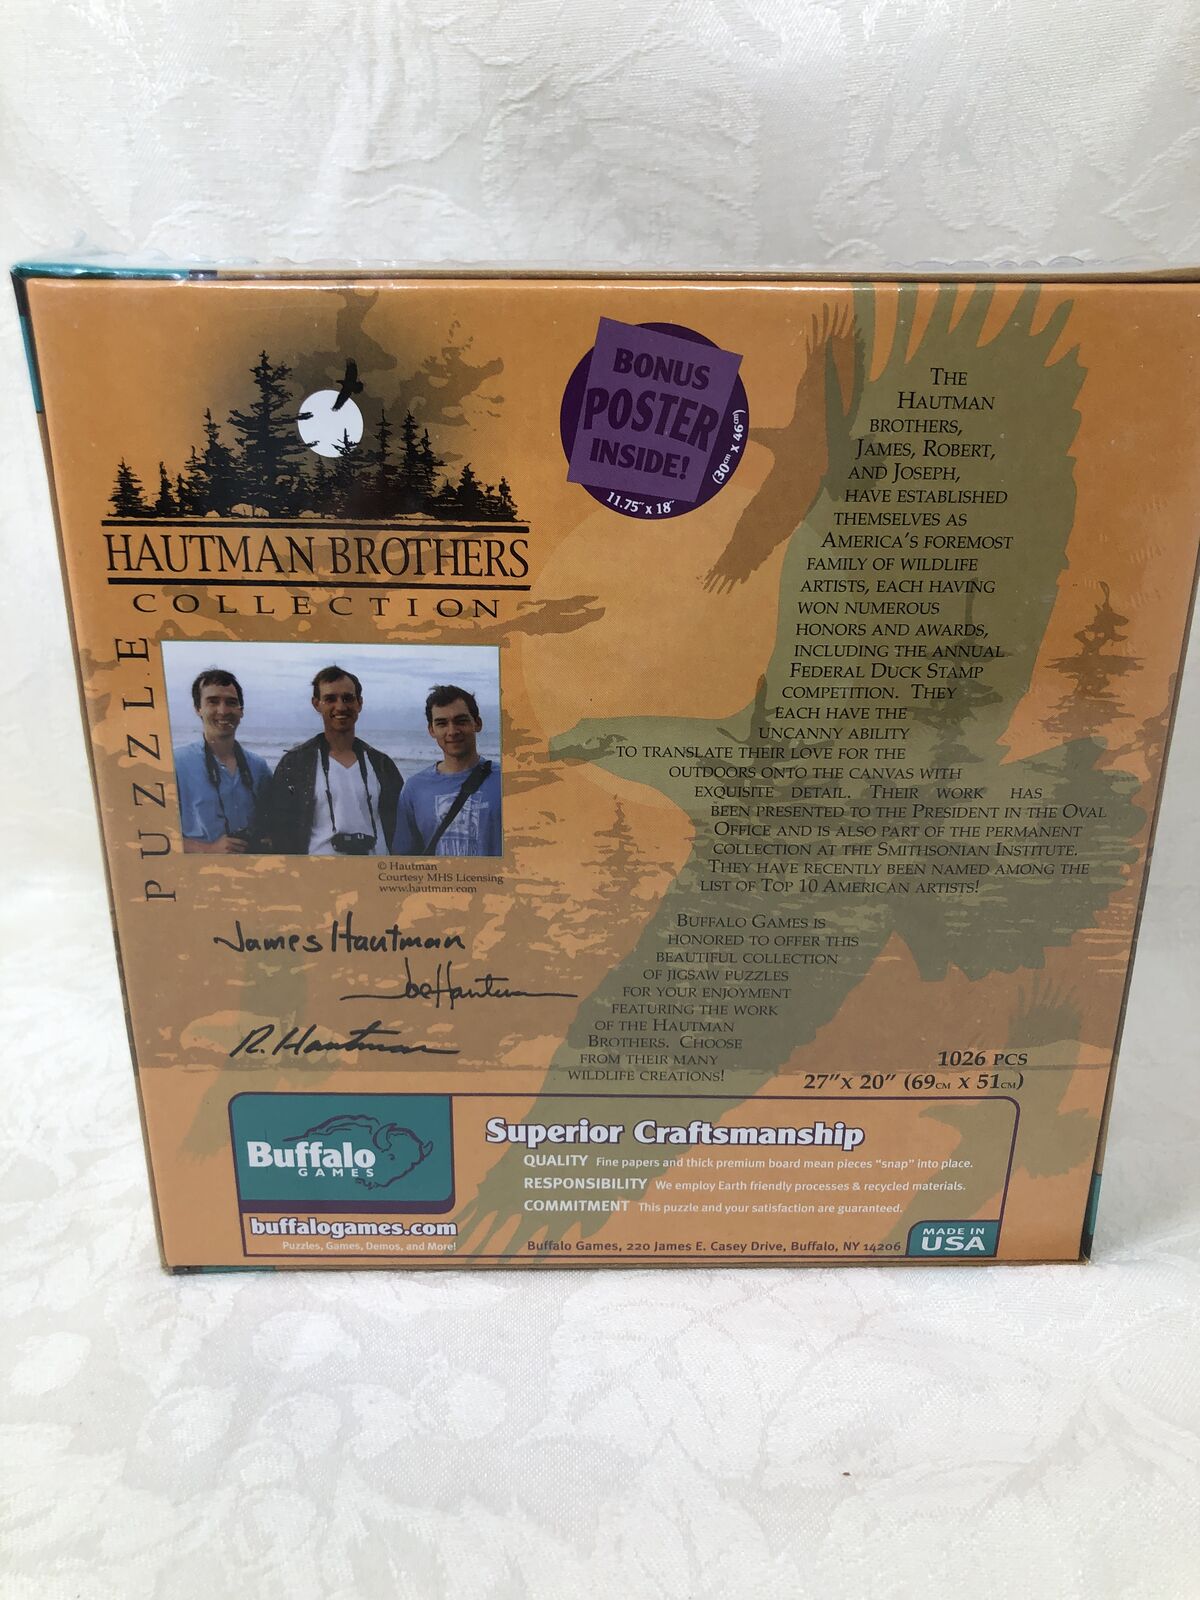 HAUTMAN BROTHERS
COLLECTION
PUZZLE
© Hautman
Courtesy MHS Licensing
www.hautman.com
James Hautman
Joe Hautman
R. Hautman
BONUS
POSTER
INSIDE!
11.75" x 18"
(30cm x 46cm)
THE
HAUTMAN
BROTHERS,
JAMES, ROBERT,
AND JOSEPH,
HAVE ESTABLISHED
THEMSELVES AS
AMERICA'S FOREMOST
FAMILY OF WILDLIFE
ARTISTS, EACH HAVING
WON NUMEROUS
HONORS AND AWARDS,
INCLUDING THE ANNUAL
FEDERAL DUCK STAMP
COMPETITION. THEY
EACH HAVE THE
UNCANNY ABILITY
TO TRANSLATE THEIR LOVE FOR THE
OUTDOORS ONTO THE CANVAS WITH
EXQUISITE DETAIL. THEIR WORK HAS
BEEN PRESENTED TO THE PRESIDENT IN THE OVAL
OFFICE AND IS ALSO PART OF THE PERMANENT
COLLECTION AT THE SMITHSONIAN INSTITUTE.
THEY HAVE RECENTLY BEEN NAMED AMONG THE
LIST OF TOP 10 AMERICAN ARTISTS!
BUFFALO GAMES IS
HONORED TO OFFER THIS
BEAUTIFUL COLLECTION
OF JIGSAW PUZZLES
FOR YOUR ENJOYMENT
FEATURING THE WORK
OF THE HAUTMAN
BROTHERS. CHOOSE
FROM THEIR MANY
WILDLIFE CREATIONS!
1026 PCS
27" X 20" (69CM X 51CM)
Buffalo
GAMES
buffalogames.com
Puzzles, Games, Demos, and More!
Superior Craftsmanship
QUALITY Fine papers and thick premium board mean pieces "snap" into place.
RESPONSIBILITY We employ Earth friendly processes & recycled materials.
COMMITMENT This puzzle and your satisfaction are guaranteed.
Buffalo Games, 220 James E. Casey Drive, Buffalo, NY 14206
MADE IN
USA